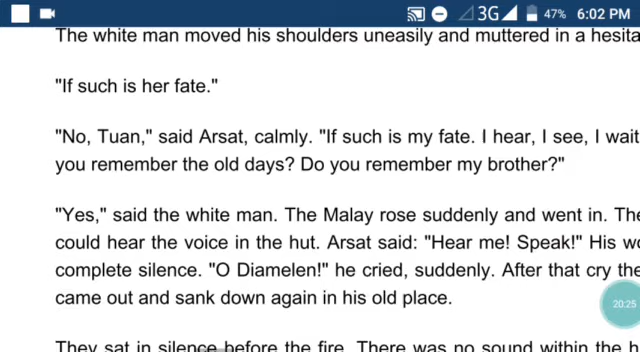 3G 47% 6:02 PM
The white man moved his shoulders uneasily and muttered in a hesita
"If such is her fate."
"No, Tuan," said Arsat, calmly. "If such is my fate. I hear, I see, I wait
you remember the old days? Do you remember my brother?"
"Yes," said the white man. The Malay rose suddenly and went in. The
could hear the voice in the hut. Arsat said: "Hear me! Speak!" His wo
complete silence. "O Diamelen!" he cried, suddenly. After that cry the
came out and sank down again in his old place.
20:25
They sat in silence before the fire. There was no sound within the h